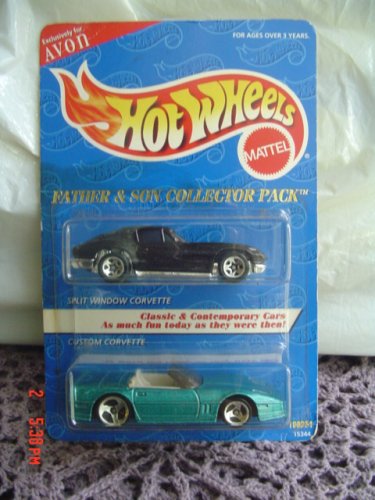 Exclusively for
AVON
FOR AGES OVER 3 YEARS.
HOT WHEELS
MATTEL
FATHER & SON COLLECTOR PACK™
SPLIT WINDOW CORVETTE
Classic & Contemporary Cars
As much fun today as they were then!
CUSTOM CORVETTE
15244
2 5:38 PM